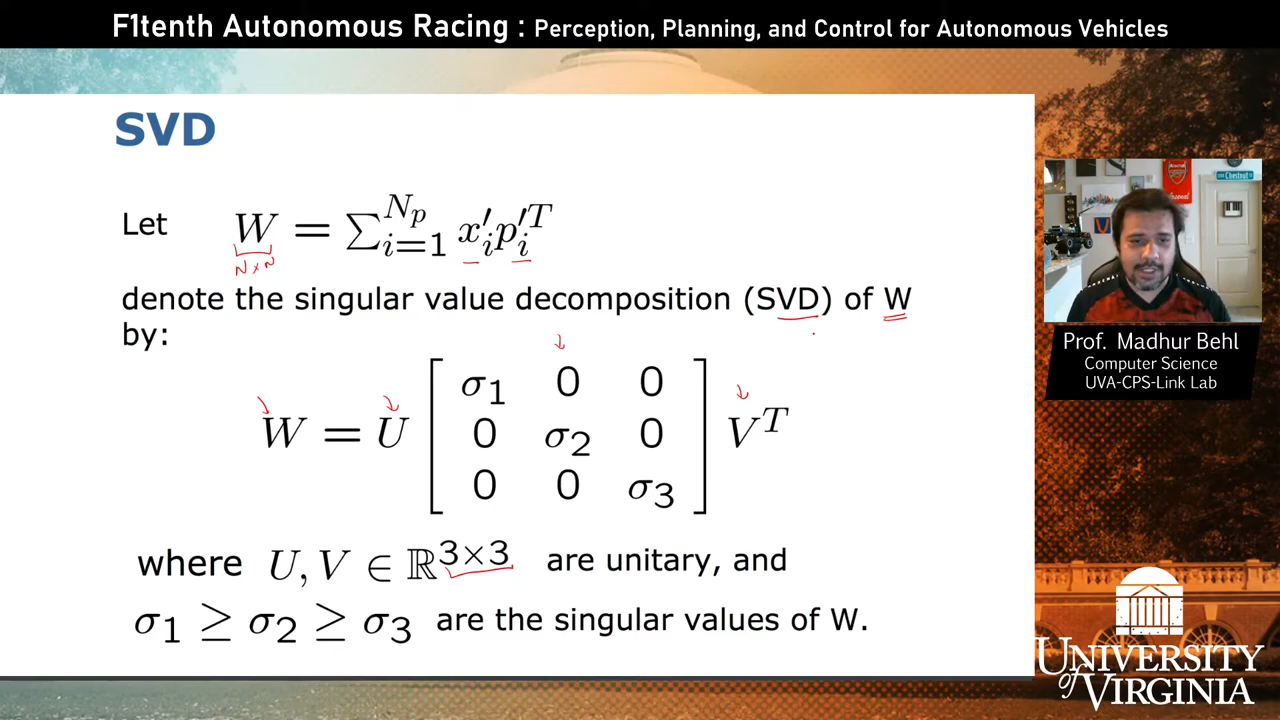 F1tenth Autonomous Racing : Perception, Planning, and Control for Autonomous Vehicles
SVD
Let W = ∑_{i=1}^{N_p} x′_i p′_i^T
N×N
denote the singular value decomposition (SVD) of W
by:
W = U [σ1 0 0
0 σ2 0
0 0 σ3] V^T
where U, V ∈ ℝ^{3×3} are unitary, and
σ1 ≥ σ2 ≥ σ3 are the singular values of W.
Arsenal
Chestnut
V
Prof. Madhur Behl
Computer Science
UVA-CPS-Link Lab
UNIVERSITY
of VIRGINIA